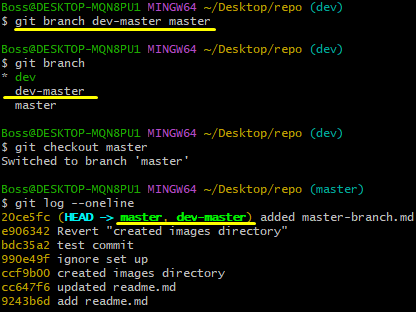 Boss@DESKTOP-MQN8PU1 MINGW64 ~/Desktop/repo (dev)
$ git branch dev-master master
Boss@DESKTOP-MQN8PU1 MINGW64 ~/Desktop/repo (dev)
$ git branch
* dev
dev-master
master
Boss@DESKTOP-MQN8PU1 MINGW64 ~/Desktop/repo (dev)
$ git checkout master
Switched to branch 'master'
Boss@DESKTOP-MQN8PU1 MINGW64 ~/Desktop/repo (master)
$ git log --oneline
20ce5fc (HEAD -> master, dev-master) added master-branch.md
e906342 Revert "created images directory"
bdc35a2 test commit
990e49f ignore set up
ccf9b00 created images directory
cc647f6 updated readme.md
9243b6d add readme.md